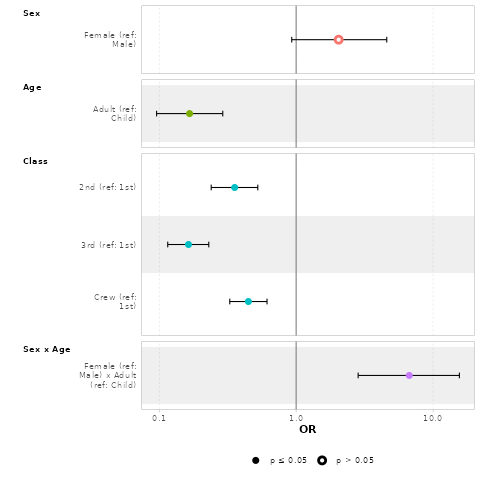 Sex
Female (ref:
Male)
Age
Adult (ref:
Child)
Class
2nd (ref: 1st)
3rd (ref: 1st)
Crew (ref:
1st)
Sex x Age
Female (ref:
Male) x Adult
(ref: Child)
0.1 1.0 10.0
OR
p ≤ 0.05 p > 0.05